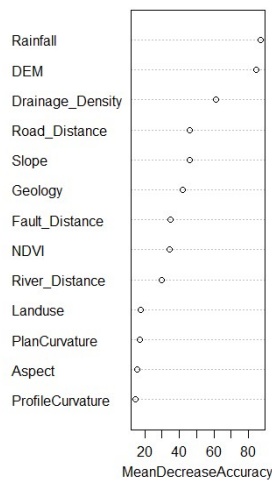 Rainfall
DEM
Drainage_Density
Road_Distance
Slope
Geology
Fault_Distance
NDVI
River_Distance
Landuse
PlanCurvature
Aspect
ProfileCurvature
20 40 60 80
MeanDecreaseAccuracy